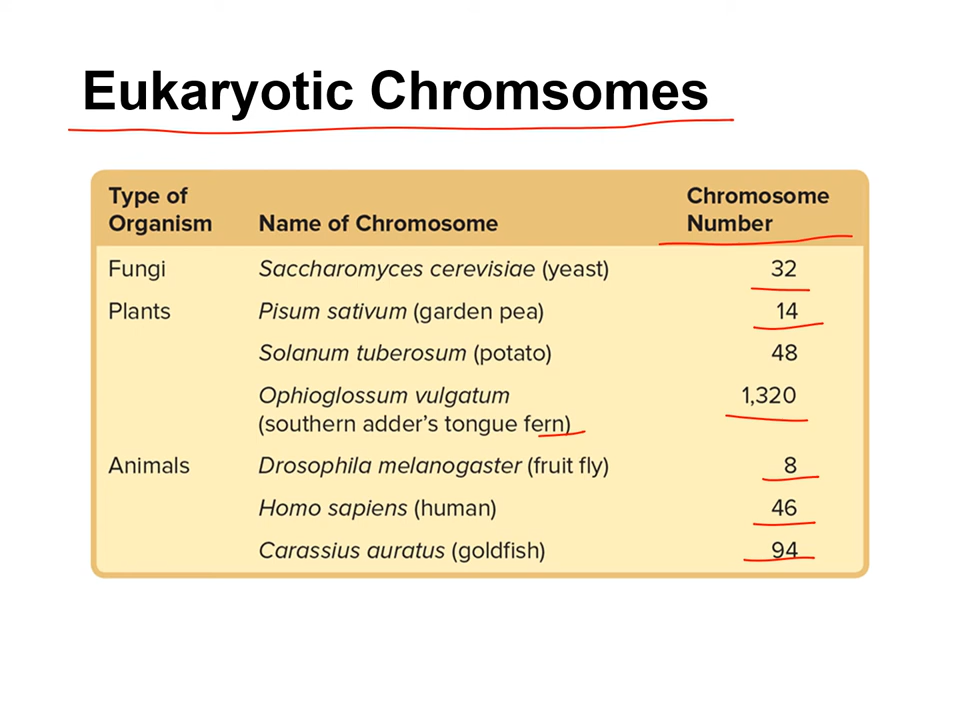 Eukaryotic Chromsomes
Type of Organism Name of Chromosome Chromosome Number
Fungi Saccharomyces cerevisiae (yeast) 32
Plants Pisum sativum (garden pea) 14
Solanum tuberosum (potato) 48
Ophioglossum vulgatum 1,320
(southern adder's tongue fern)
Animals Drosophila melanogaster (fruit fly) 8
Homo sapiens (human) 46
Carassius auratus (goldfish) 94